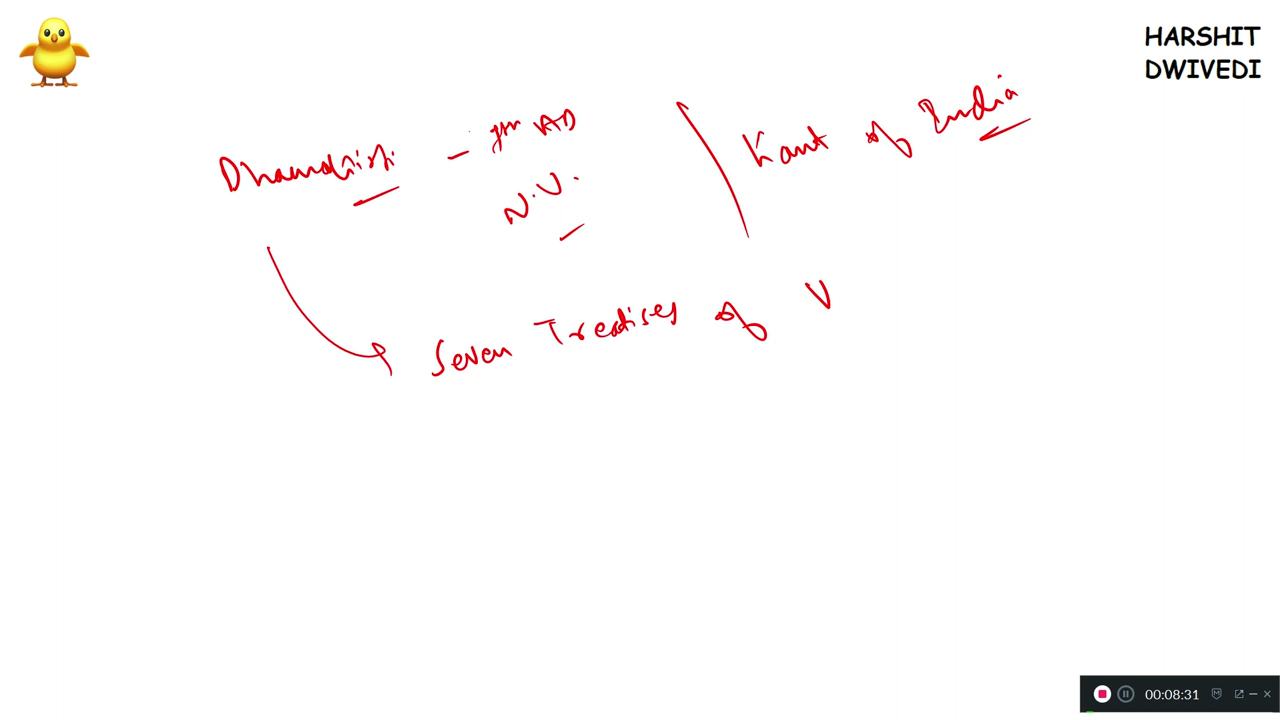 HARSHIT
DWIVEDI
Dharmakirti - 7th AD
N.U.
Kant of India
Seven Treatises of V
00:08:31